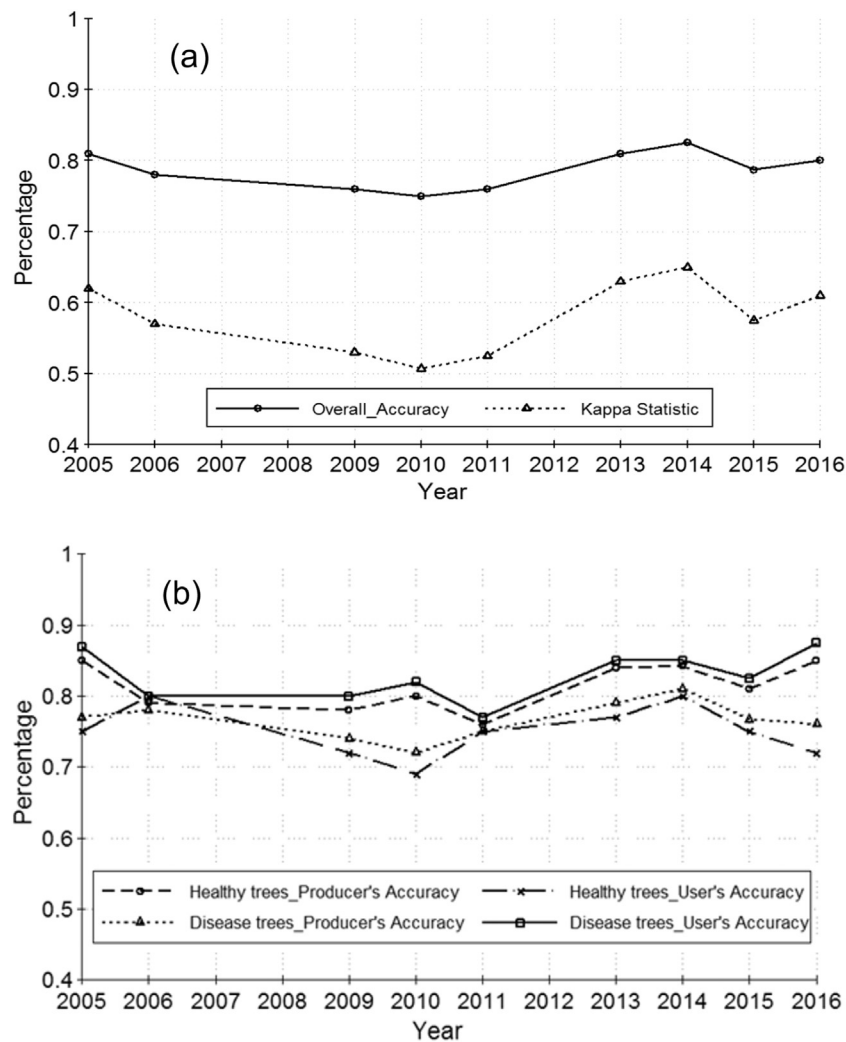 (a)
1
0.9
0.8
0.7
0.6
0.5
0.4
Percentage
Overall_Accuracy Kappa Statistic
2005 2006 2007 2008 2009 2010 2011 2012 2013 2014 2015 2016
Year
(b)
1
0.9
0.8
0.7
0.6
0.5
0.4
Percentage
Healthy trees_Producer's Accuracy Healthy trees_User's Accuracy
Disease trees_Producer's Accuracy Disease trees_User's Accuracy
2005 2006 2007 2008 2009 2010 2011 2012 2013 2014 2015 2016
Year